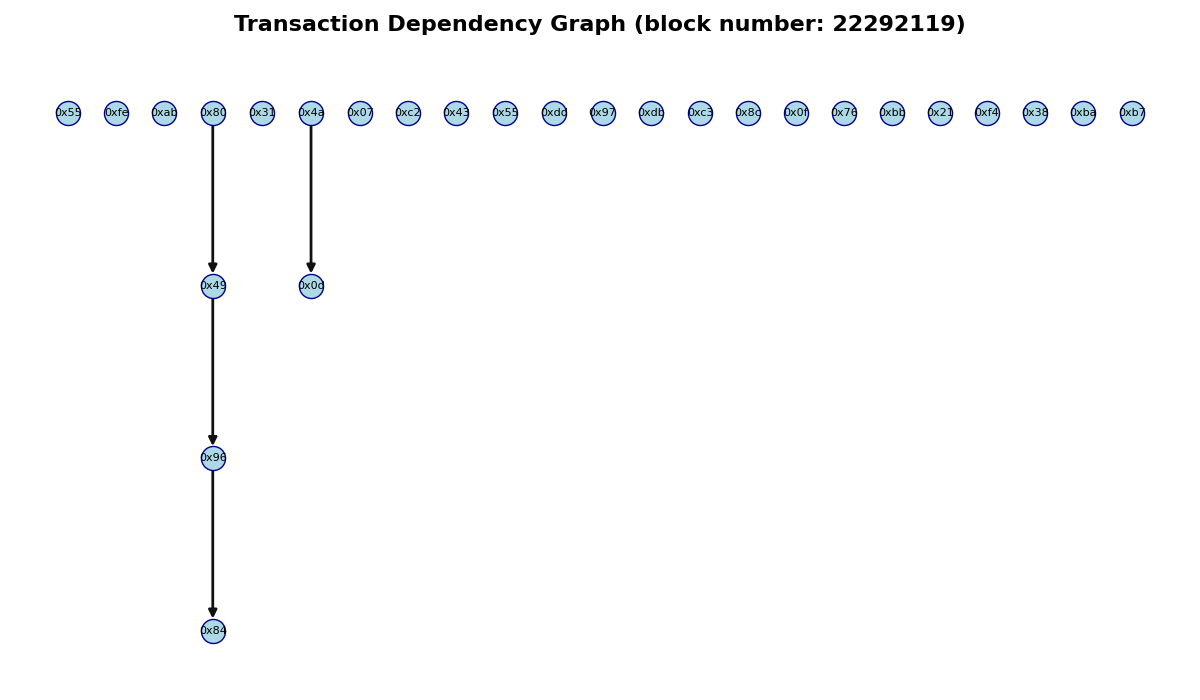 Transaction Dependency Graph (block number: 22292119)
0x55 0xfe 0xab 0x80 0x31 0x4a 0x07 0xc2 0x43 0x55 0xdd 0x97 0xdb 0xc3 0x8c 0x0f 0x76 0xbb 0x21 0xf4 0x38 0xba 0xb7
0x49 0x0d
0x96
0x84